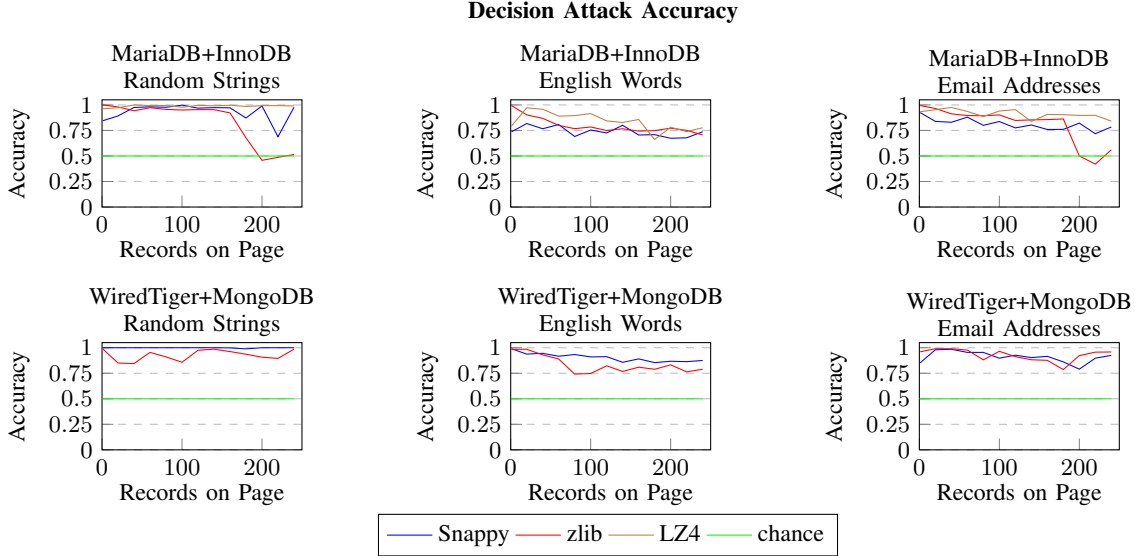 Decision Attack Accuracy
MariaDB+InnoDB
Random Strings
1
0.75
0.5
0.25
0
Accuracy
0 100 200
Records on Page
MariaDB+InnoDB
English Words
1
0.75
0.5
0.25
0
Accuracy
0 100 200
Records on Page
MariaDB+InnoDB
Email Addresses
1
0.75
0.5
0.25
0
Accuracy
0 100 200
Records on Page
WiredTiger+MongoDB
Random Strings
1
0.75
0.5
0.25
0
Accuracy
0 100 200
Records on Page
WiredTiger+MongoDB
English Words
1
0.75
0.5
0.25
0
Accuracy
0 100 200
Records on Page
WiredTiger+MongoDB
Email Addresses
1
0.75
0.5
0.25
0
Accuracy
0 100 200
Records on Page
Snappy zlib LZ4 chance